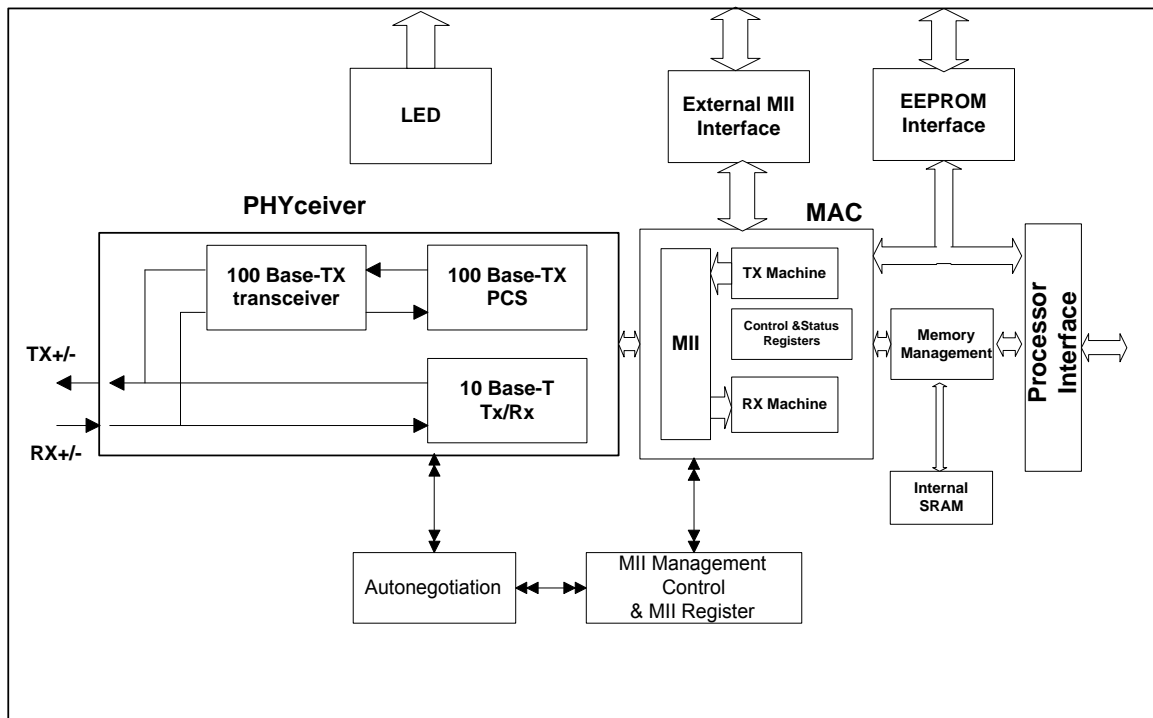 LED
External MII
Interface
EEPROM
Interface
PHYceiver
MAC
100 Base-TX
transceiver
100 Base-TX
PCS
10 Base-T
Tx/Rx
TX+/-
RX+/-
MII
TX Machine
Control &Status
Registers
RX Machine
Memory
Management
Internal
SRAM
Processor
Interface
Autonegotiation
MII Management
Control
& MII Register